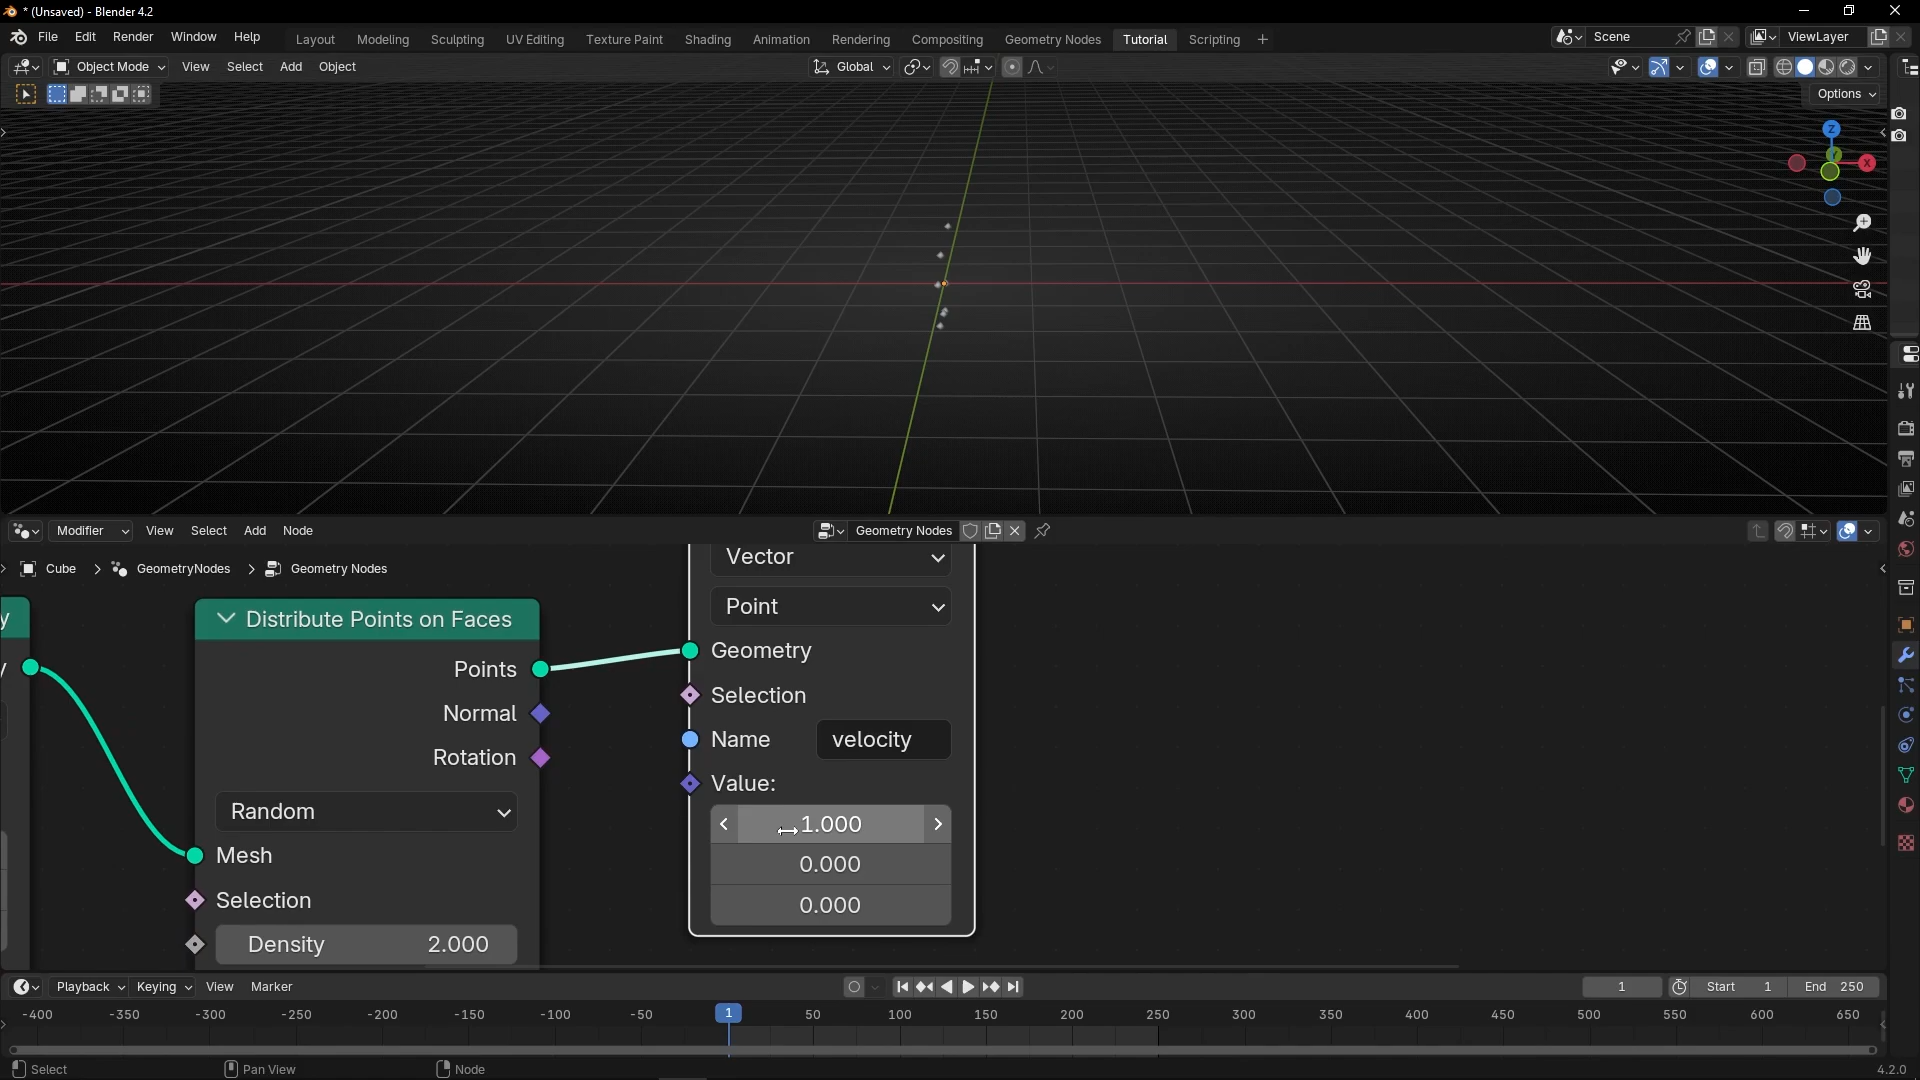 * (Unsaved) - Blender 4.2
File Edit Render Window Help Layout Modeling Sculpting UV Editing Texture Paint Shading Animation Rendering Compositing Geometry Nodes Tutorial Scripting + Scene ViewLayer
Object Mode View Select Add Object Global
Options
Z
Y
X
Modifier View Select Add Node Geometry Nodes
Cube > GeometryNodes > Geometry Nodes
Vector
Point
y Distribute Points on Faces
Geometry
y Points
Selection
Normal
Name velocity
Rotation
Value:
Random 1.000
Mesh 0.000
Selection 0.000
Density 2.000
Playback Keying View Marker 1 Start 1 End 250
-400 -350 -300 -250 -200 -150 -100 -50 1 50 100 150 200 250 300 350 400 450 500 550 600 650
Select Pan View Node 4.2.0